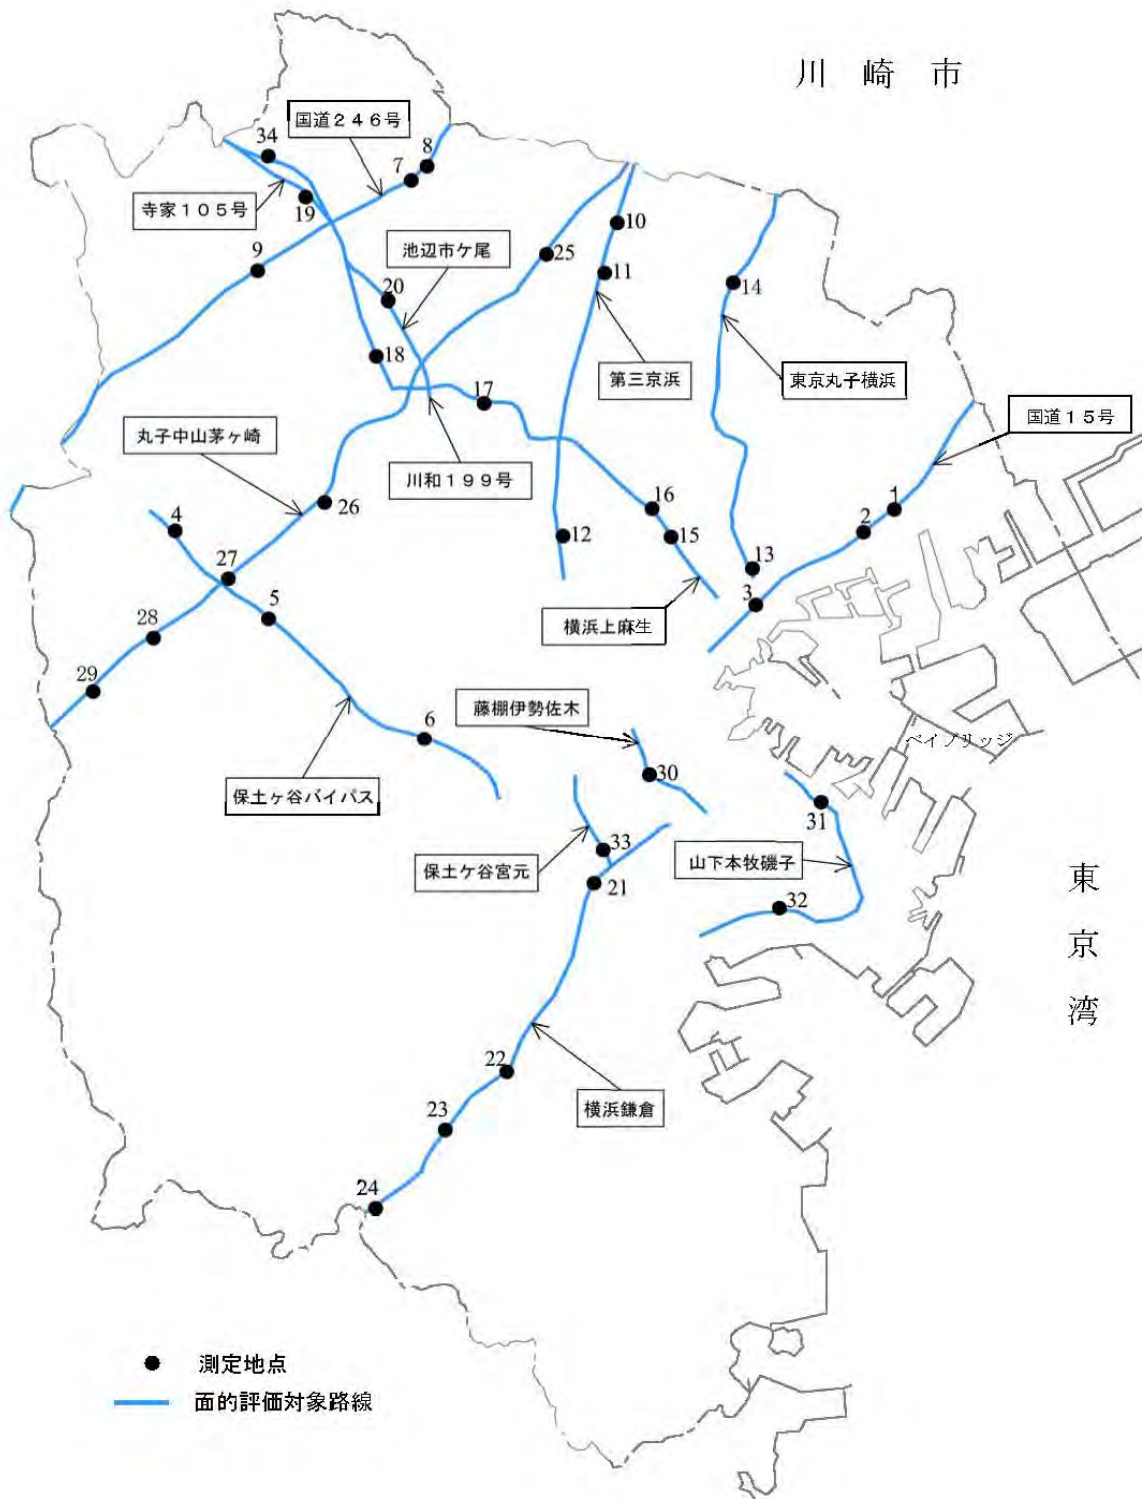 川崎市
国道２４６号
34
8
7
寺家１０５号
19
10
池辺市ケ尾
25
9
11
20
14
18
第三京浜
東京丸子横浜
17
国道１５号
丸子中山茅ヶ崎
川和１９９号
26
16
1
4
2
12
15
27
13
5
3
28
横浜上麻生
29
藤棚伊勢佐木
6
ベイブリッジ
30
保土ヶ谷バイパス
31
33
保土ケ谷宮元
山下本牧磯子
21
東京湾
32
22
横浜鎌倉
23
24
測定地点
面的評価対象路線